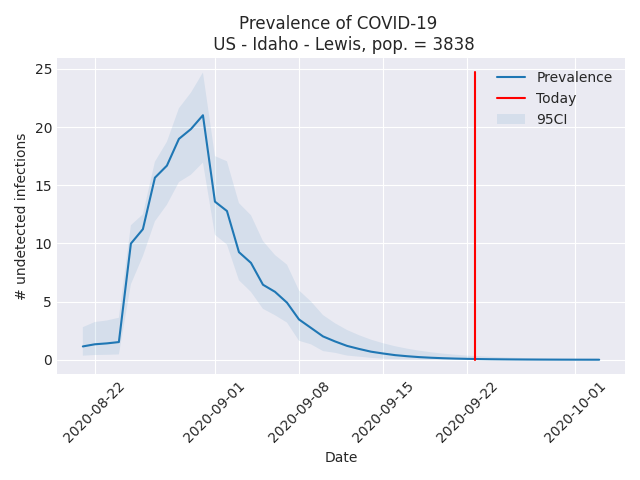 Prevalence of COVID-19
US - Idaho - Lewis, pop. = 3838
Prevalence
Today
95CI
25
20
15
10
5
0
# undetected infections
2020-08-22
2020-09-01
2020-09-08
2020-09-15
2020-09-22
2020-10-01
Date